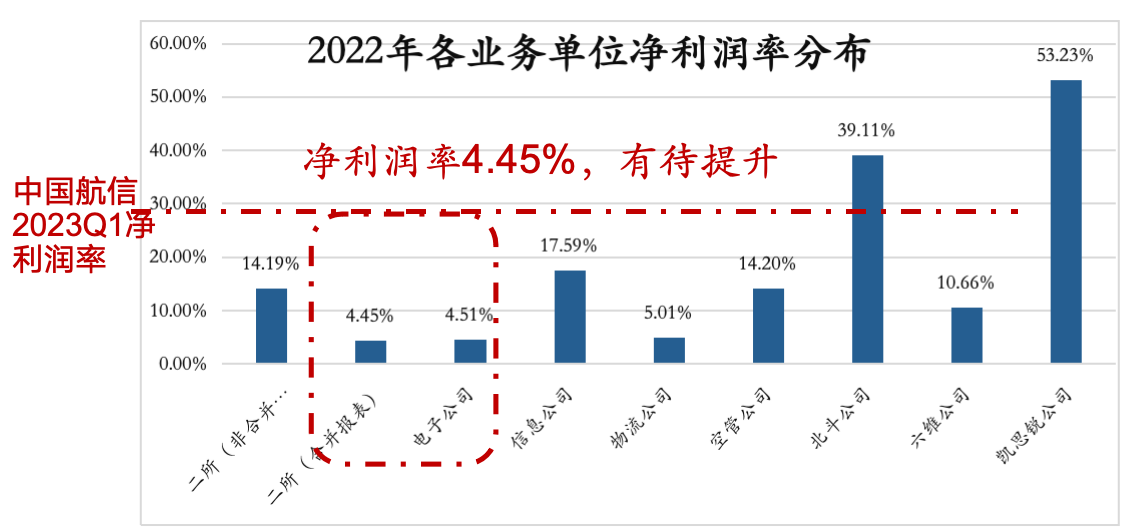 2022年各业务单位净利润率分布
60.00%
50.00%
40.00%
30.00%
20.00%
10.00%
0.00%
净利润率4.45%，有待提升
中国航信
2023Q1净
利润率
14.19%
4.45%
4.51%
17.59%
5.01%
14.20%
39.11%
10.66%
53.23%
二所（非合并…
二所（合并报表）
电子公司
信息公司
物流公司
空管公司
北斗公司
六维公司
凯思锐公司